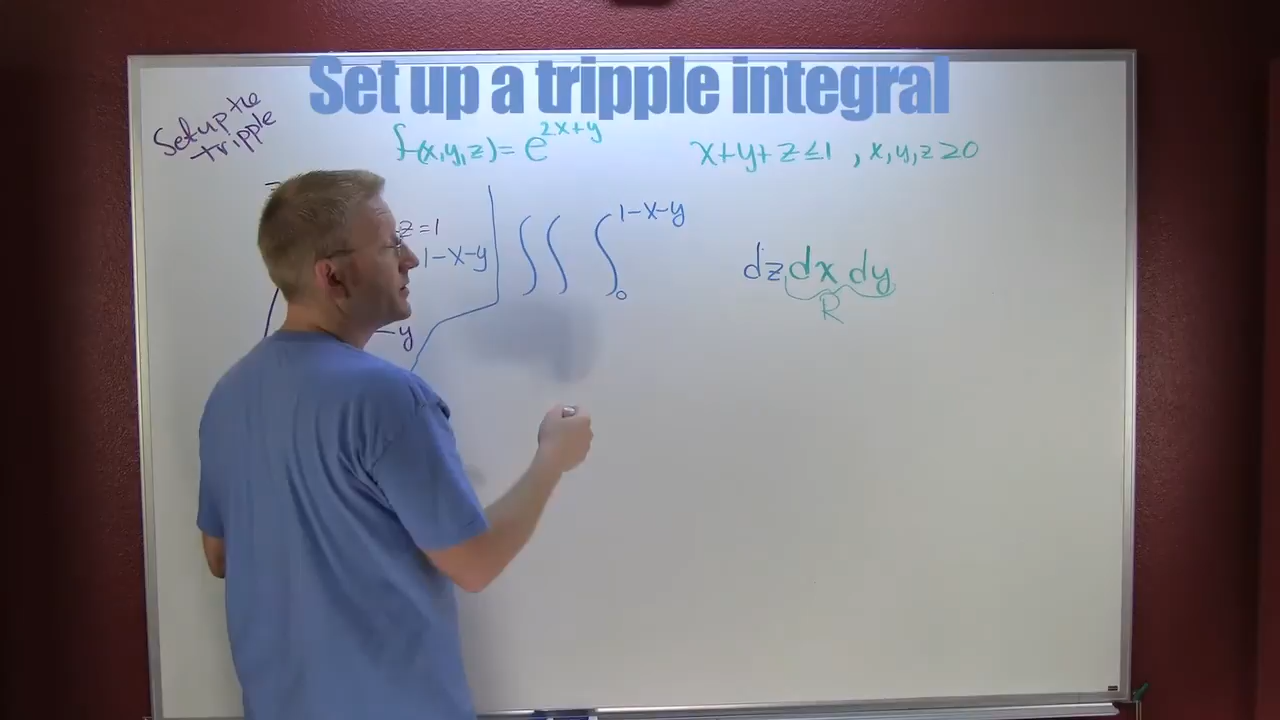 Set up a tripple integral
Set up the
tripple
f(x,y,z) = e^{2x+y}
x+y+z≤1 , x,y,z≥0
z=1
1-x-y
∫∫ ∫_0^{1-x-y} dz dx dy
R
y